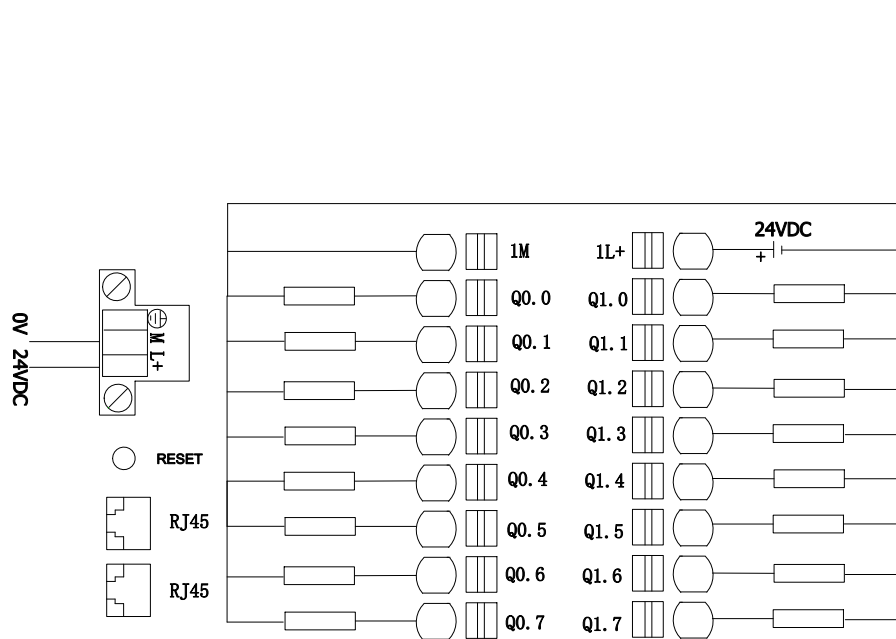 24VDC
+
1M 1L+
Q0.0 Q1.0
Q0.1 Q1.1
Q0.2 Q1.2
Q0.3 Q1.3
Q0.4 Q1.4
Q0.5 Q1.5
Q0.6 Q1.6
Q0.7 Q1.7
0V 24VDC
M L+
RESET
RJ45
RJ45